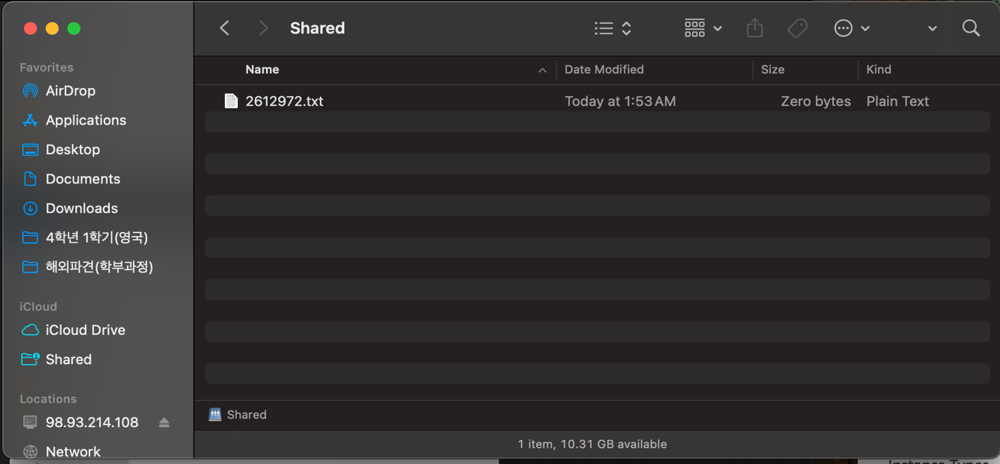 Shared
Favorites
AirDrop
Applications
Desktop
Documents
Downloads
4학년 1학기(영국)
해외파견(학부과정)
iCloud
iCloud Drive
Shared
Locations
98.93.214.108
Network
Name Date Modified Size Kind
2612972.txt Today at 1:53 AM Zero bytes Plain Text
Shared
1 item, 10.31 GB available
Instance Types